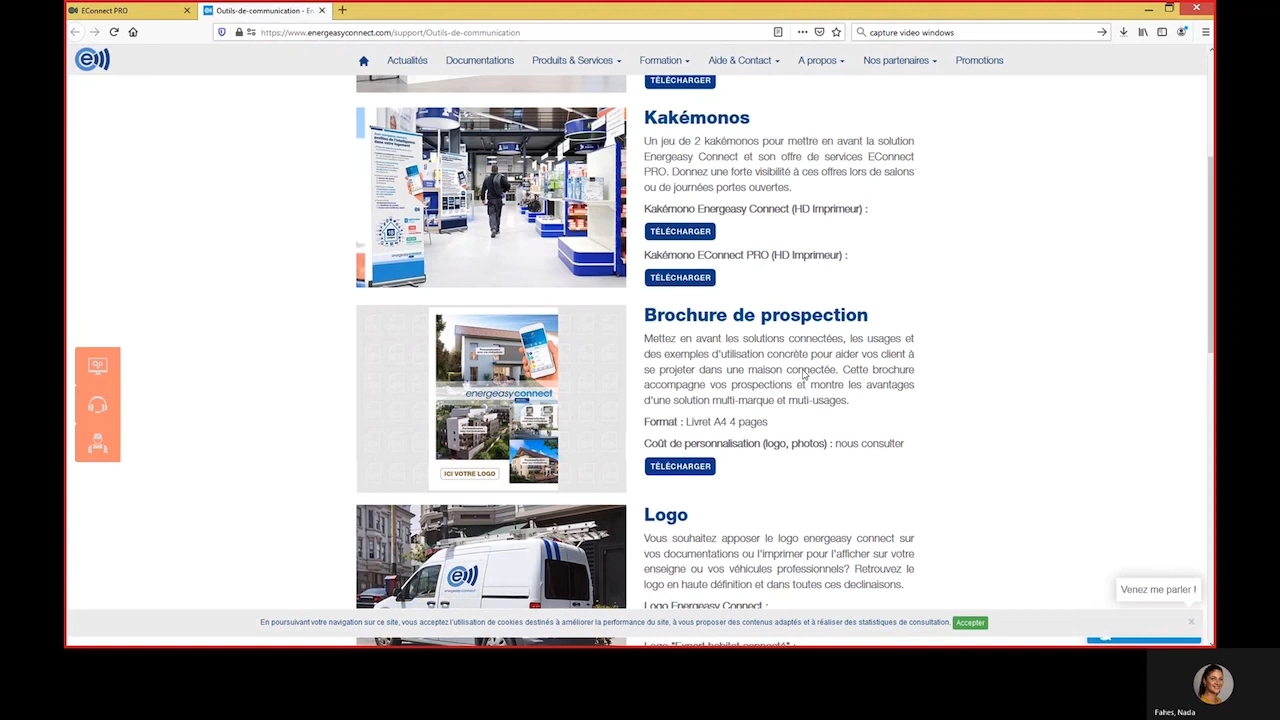 EConnect PRO
Outils-de-communication - En
https://www.energeasyconnect.com/support/Outils-de-communication
capture video windows
Actualités
Documentations
Produits & Services
Formation
Aide & Contact
A propos
Nos partenaires
Promotions
TÉLÉCHARGER
Kakémonos
Un jeu de 2 kakémonos pour mettre en avant la solution
Energeasy Connect et son offre de services EConnect
PRO. Donnez une forte visibilité à ces offres lors de salons
ou de journées portes ouvertes.
Kakémono Energeasy Connect (HD Imprimeur) :
TÉLÉCHARGER
Kakémono EConnect PRO (HD Imprimeur) :
TÉLÉCHARGER
energeasyconnect
ICI VOTRE LOGO
Brochure de prospection
Mettez en avant les solutions connectées, les usages et
des exemples d'utilisation concrète pour aider vos client à
se projeter dans une maison connectée. Cette brochure
accompagne vos prospections et montre les avantages
d'une solution multi-marque et muti-usages.
Format : Livret A4 4 pages
Coût de personnalisation (logo, photos) : nous consulter
TÉLÉCHARGER
energeasyconnect
Logo
Vous souhaitez apposer le logo energeasy connect sur
vos documentations ou l'imprimer pour l'afficher sur votre
enseigne ou vos véhicules professionnels? Retrouvez le
logo en haute définition et dans toutes ces declinaisons.
Logo Energeasy Connect :
Venez me parler !
En poursuivant votre navigation sur ce site, vous acceptez l'utilisation de cookies destinés à améliorer la performance du site, à vous proposer des contenus adaptés et à réaliser des statistiques de consultation.
Accepter
Logo "Expert habitat connecté" :
Fahes, Nada